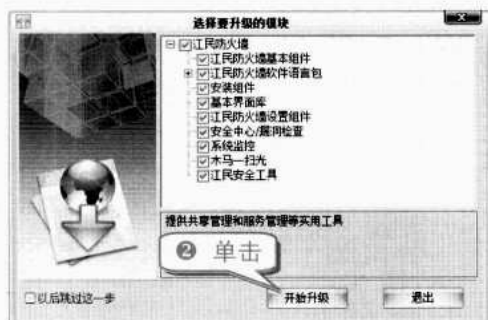 选择要升级的模块
江民防火墙
江民防火墙基本组件
江民防火墙软件语言包
安装组件
基本界面库
江民防火墙设置组件
安全中心/漏洞检查
系统监控
木马一扫光
江民安全工具
提供共享管理和服务管理等实用工具
❷ 单击
以后跳过这一步
开始升级
退出